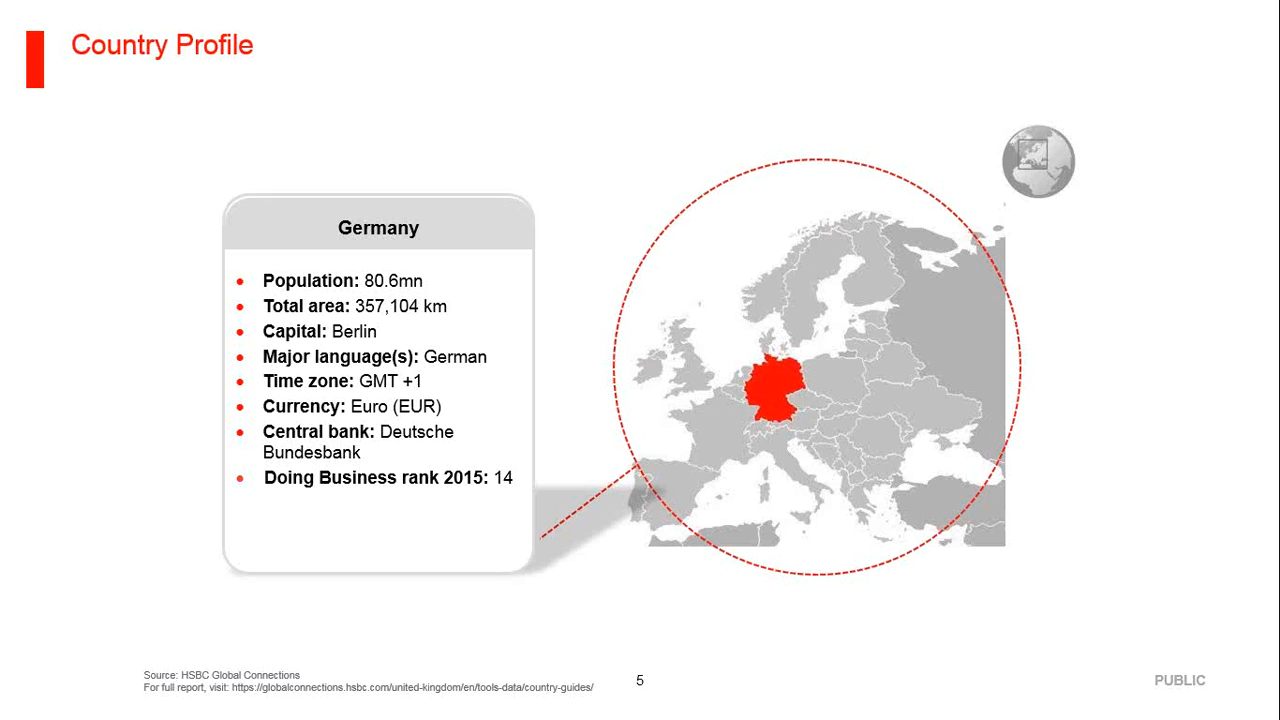 Country Profile
Germany
Population: 80.6mn
Total area: 357,104 km
Capital: Berlin
Major language(s): German
Time zone: GMT +1
Currency: Euro (EUR)
Central bank: Deutsche
Bundesbank
Doing Business rank 2015: 14
Source: HSBC Global Connections
For full report, visit: https://globalconnections.hsbc.com/united-kingdom/en/tools-data/country-guides/
5
PUBLIC